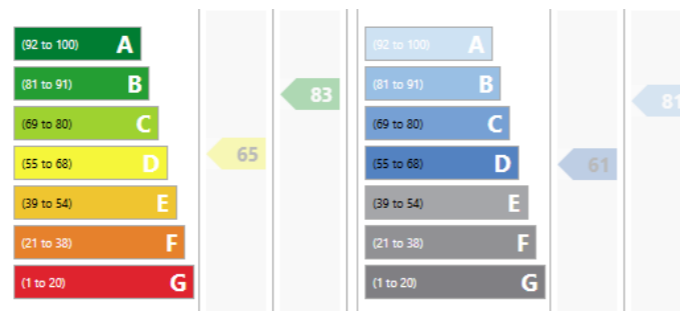 (92 to 100) A
(81 to 91) B
(69 to 80) C
(55 to 68) D
(39 to 54) E
(21 to 38) F
(1 to 20) G
65
83
(92 to 100) A
(81 to 91) B
(69 to 80) C
(55 to 68) D
(39 to 54) E
(21 to 38) F
(1 to 20) G
61
81